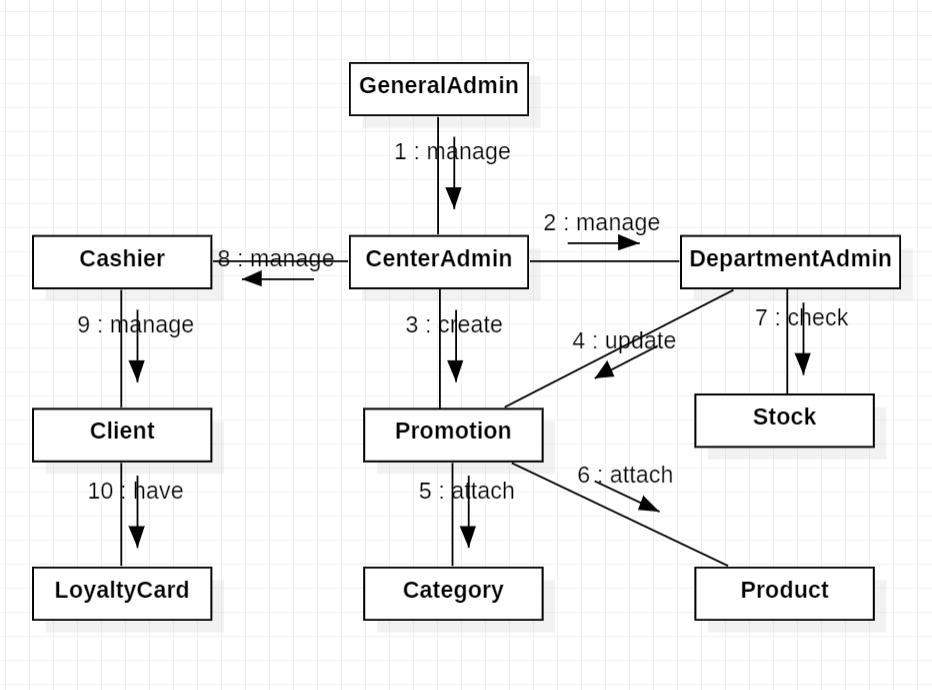 GeneralAdmin
1 : manage
2 : manage
Cashier
8 : manage
CenterAdmin
DepartmentAdmin
9 : manage
3 : create
4 : update
7 : check
Client
Promotion
Stock
10 : have
5 : attach
6 : attach
LoyaltyCard
Category
Product